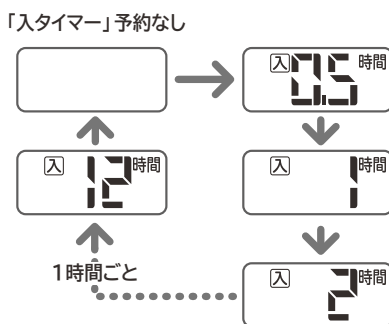 「入タイマー」予約なし
入 0.5 時間
入 12 時間
入 1 時間
1時間ごと
入 2 時間